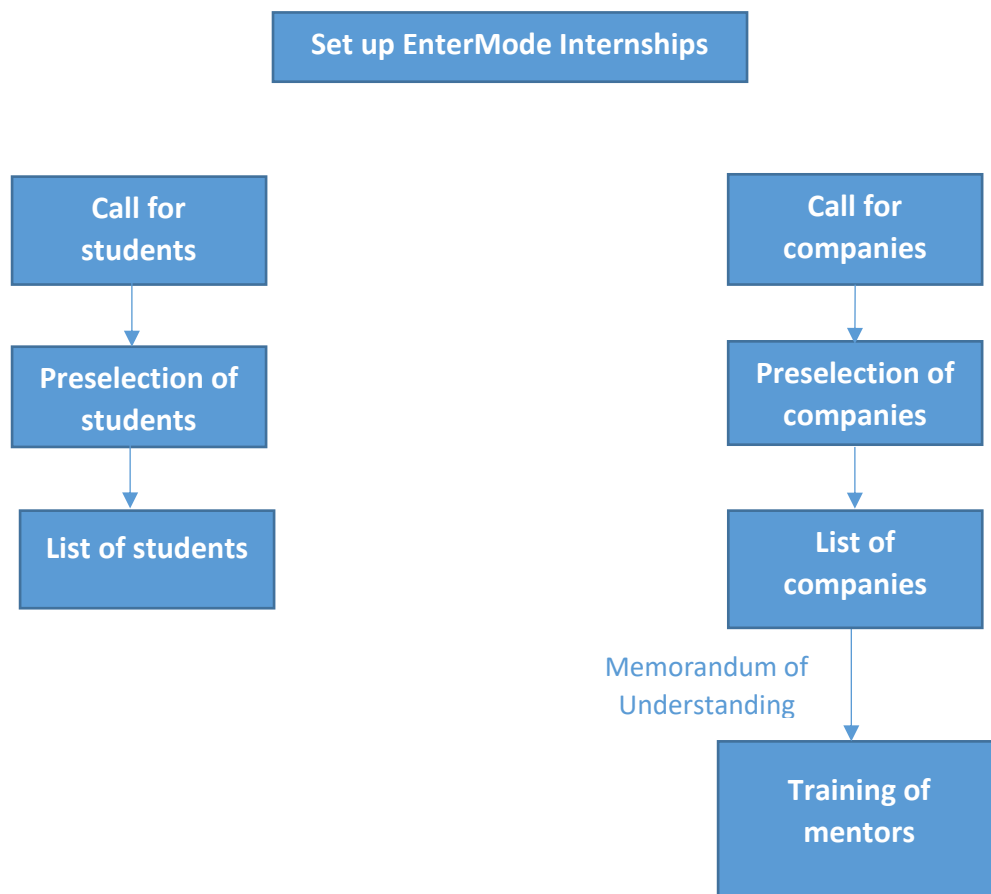 Set up EnterMode Internships
Call for
students
Preselection of
students
List of students
Call for
companies
Preselection of
companies
List of
companies
Memorandum of
Understanding
Training of
mentors